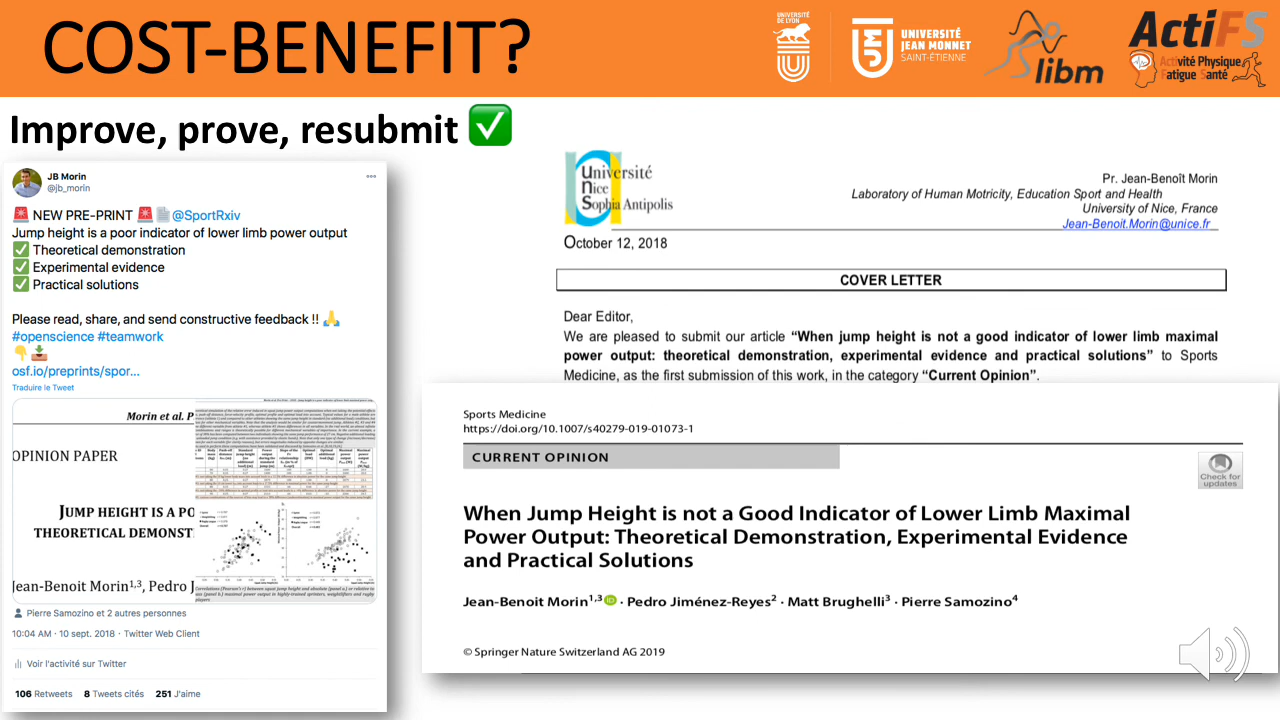 COST-BENEFIT?
UNIVERSITÉ
DE LYON
UNIVERSITÉ
JEAN MONNET
SAINT-ÉTIENNE
libm
ActiFS
Activité Physique
Fatigue Santé
Improve, prove, resubmit ✅
JB Morin
@jb_morin
🚨 NEW PRE-PRINT 🚨📄@SportRxiv
Jump height is a poor indicator of lower limb power output
✅ Theoretical demonstration
✅ Experimental evidence
✅ Practical solutions
Please read, share, and send constructive feedback !! 🙏
#openscience #teamwork
👇📥
osf.io/preprints/spor...
Traduire le Tweet
Morin et al. P
OPINION PAPER
JUMP HEIGHT IS A PO
THEORETICAL DEMONST
Jean-Benoit Morin1,3, Pedro J
Pierre Samozino et 2 autres personnes
10:04 AM · 10 sept. 2018 · Twitter Web Client
Voir l'activité sur Twitter
106 Retweets 8 Tweets cités 251 J'aime
Université
Nice
Sophia Antipolis
Pr. Jean-Benoît Morin
Laboratory of Human Motricity, Education Sport and Health
University of Nice, France
Jean-Benoit.Morin@unice.fr
October 12, 2018
COVER LETTER
Dear Editor,
We are pleased to submit our article “When jump height is not a good indicator of lower limb maximal
power output: theoretical demonstration, experimental evidence and practical solutions” to Sports
Medicine, as the first submission of this work, in the category “Current Opinion”.
Sports Medicine
https://doi.org/10.1007/s40279-019-01073-1
CURRENT OPINION
Check for
updates
When Jump Height is not a Good Indicator of Lower Limb Maximal
Power Output: Theoretical Demonstration, Experimental Evidence
and Practical Solutions
Jean-Benoit Morin1,3 · Pedro Jiménez-Reyes2 · Matt Brughelli3 · Pierre Samozino4
© Springer Nature Switzerland AG 2019